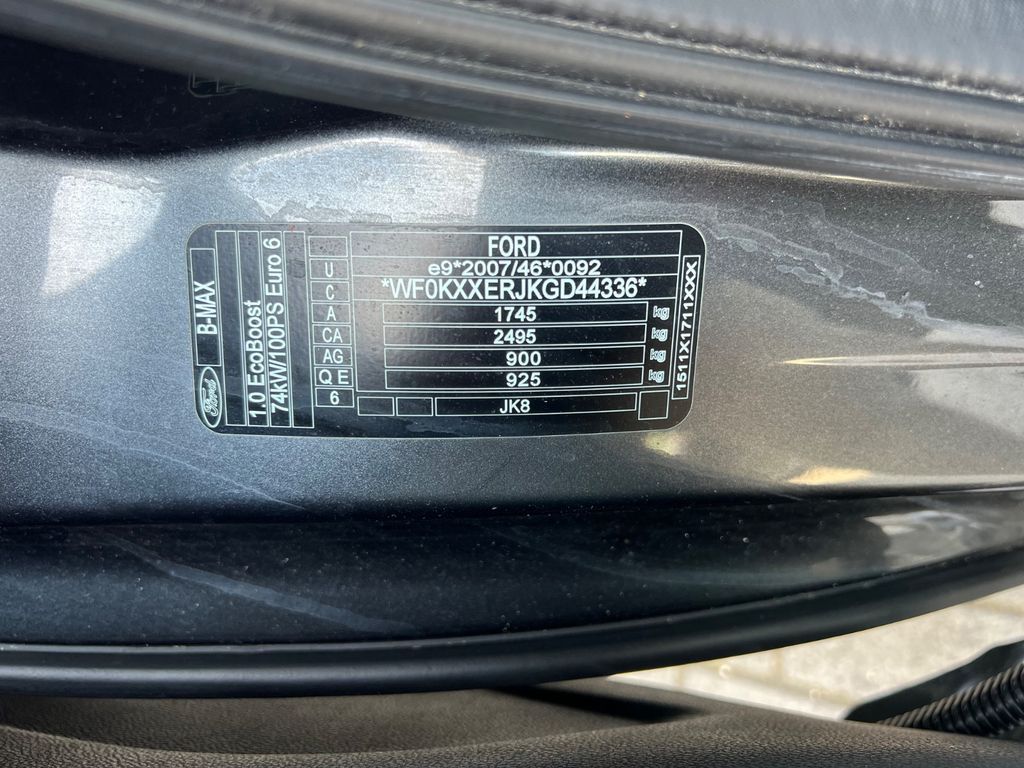 FORD
e9*2007/46*0092
*WF0KXXERJKGD44336*
1745 kg
2495 kg
900 kg
925 kg
JK8
U
C
A
CA
AG
Q E
6
B-MAX
Ford
1.0 EcoBoost
74kW/100PS Euro 6
1511X1711XXX